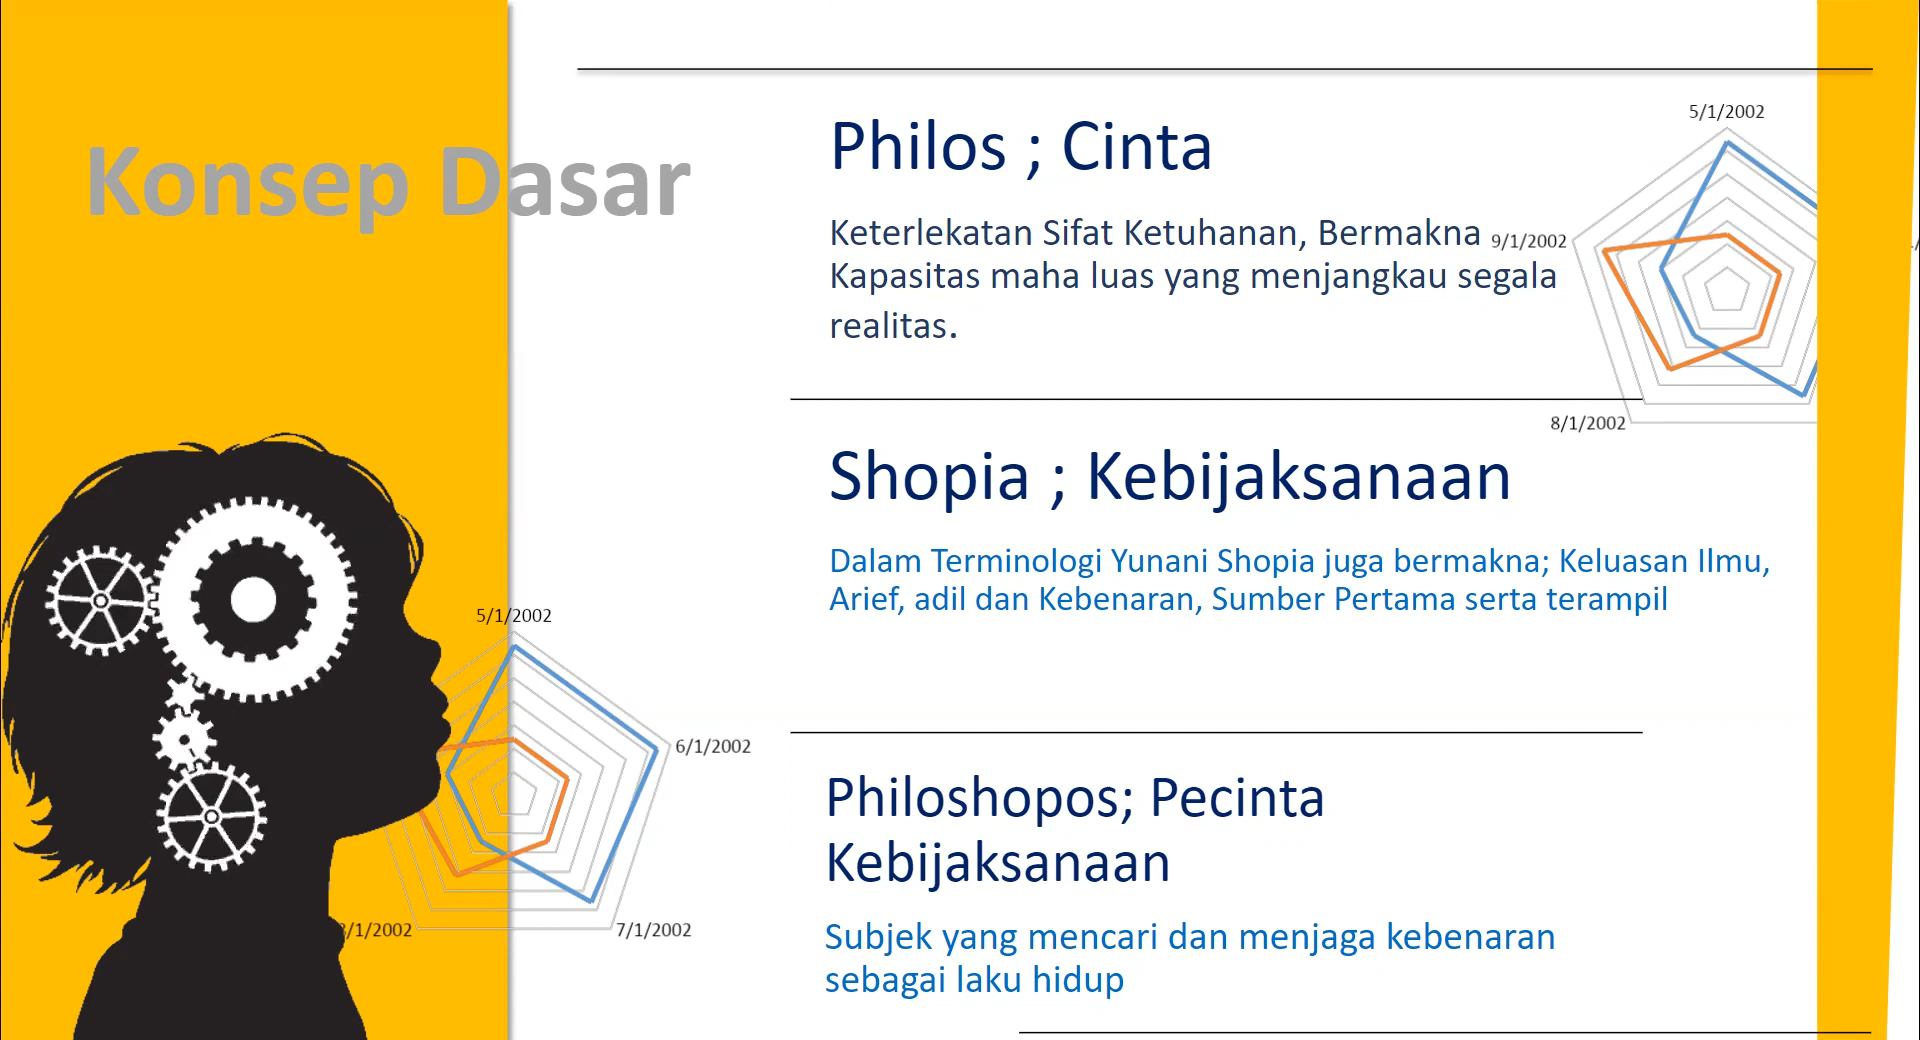 Konsep Dasar
Philos ; Cinta
Keterlekatan Sifat Ketuhanan, Bermakna
Kapasitas maha luas yang menjangkau segala
realitas.
5/1/2002
9/1/2002
8/1/2002
Shopia ; Kebijaksanaan
Dalam Terminologi Yunani Shopia juga bermakna; Keluasan Ilmu,
Arief, adil dan Kebenaran, Sumber Pertama serta terampil
5/1/2002
6/1/2002
7/1/2002
/1/2002
Philoshopos; Pecinta
Kebijaksanaan
Subjek yang mencari dan menjaga kebenaran
sebagai laku hidup